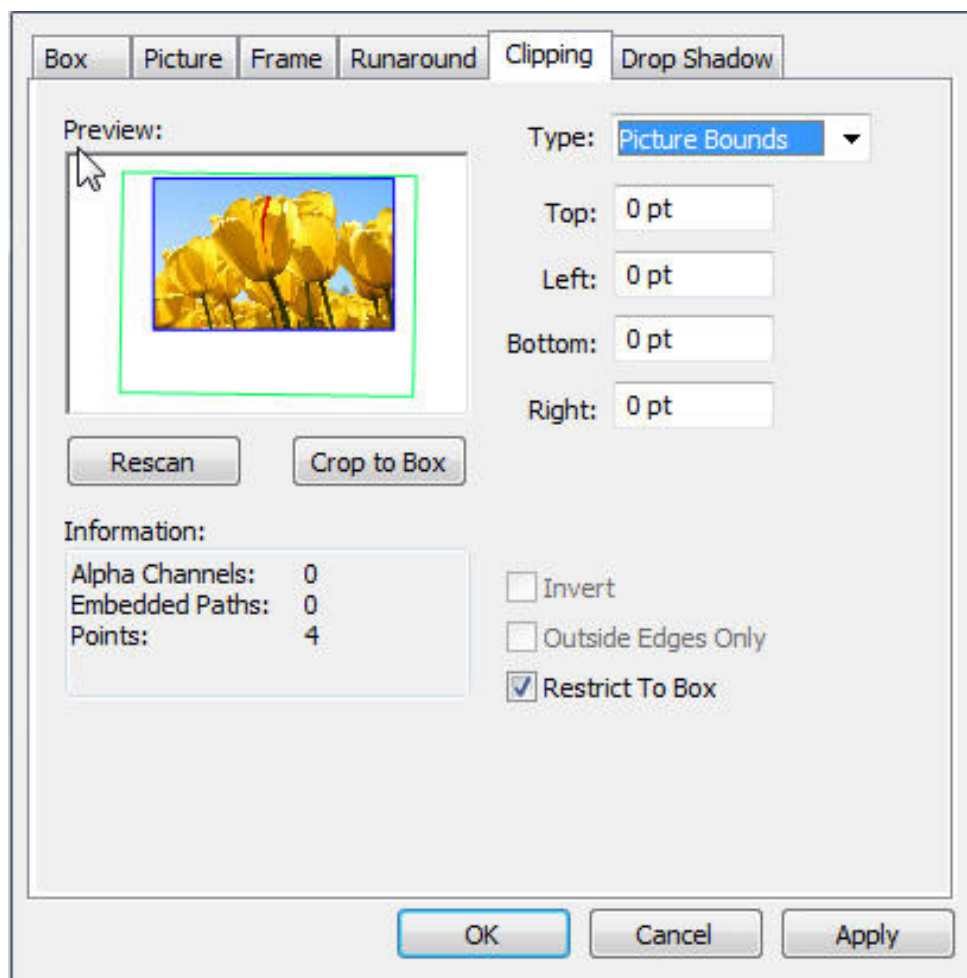 Box Picture Frame Runaround Clipping Drop Shadow
Preview:
Type: Picture Bounds
Top: 0 pt
Left: 0 pt
Bottom: 0 pt
Right: 0 pt
Rescan Crop to Box
Information:
Alpha Channels: 0
Embedded Paths: 0
Points: 4
Invert
Outside Edges Only
Restrict To Box
OK Cancel Apply